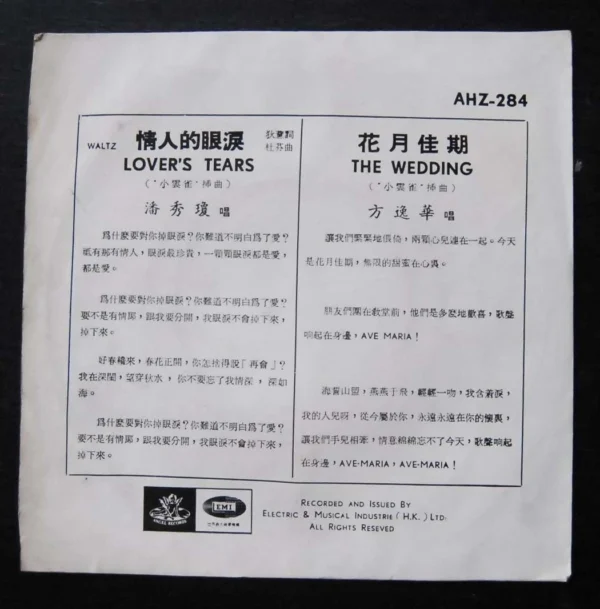 AHZ-284
WALTZ
情人的眼淚
LOVER'S TEARS
狄薏詞
杜芬曲
(“小雲雀”插曲)
潘秀瓊 唱
爲什麼要對你掉眼淚?你難道不明白爲了愛?
祇有那有情人,眼淚最珍貴,一顆顆眼淚都是愛,
都是愛。
爲什麼要對你掉眼淚?你難道不明白爲了愛?
要不是有情郎,跟我要分開,我眼淚不會掉下來,
掉下來。
好春纔來,春花正開,你怎捨得說「再會」?
我在深閨,望穿秋水,你不要忘了我情深,深如
海。
爲什麼要對你掉眼淚?你難道不明白爲了愛?
要不是有情郎,跟我要分開,我眼淚不會掉下來,
掉下來。
花月佳期
THE WEDDING
(“小雲雀”插曲)
方逸華 唱
讓我們緊緊地偎倚,兩顆心兒連在一起。今天
是花月佳期,無限的甜蜜在心裏。
朋友們圍在教堂前,他們是多麼地歡喜,歌聲
响起在身邊,AVE MARIA!
海誓山盟,燕燕于飛,輕輕一吻,我含着淚,
我的人兒呀,從今屬於你,永遠永遠在你的懷裏,
讓我們手兒相牽,情意綿綿忘不了今天,歌聲响起
在身邊,AVE-MARIA,AVE-MARIA!
ANGEL RECORDS
EMI
RECORDED AND ISSUED BY
ELECTRIC & MUSICAL INDUSTRIE (H.K.) LTD.
ALL RIGHTS RESEVED